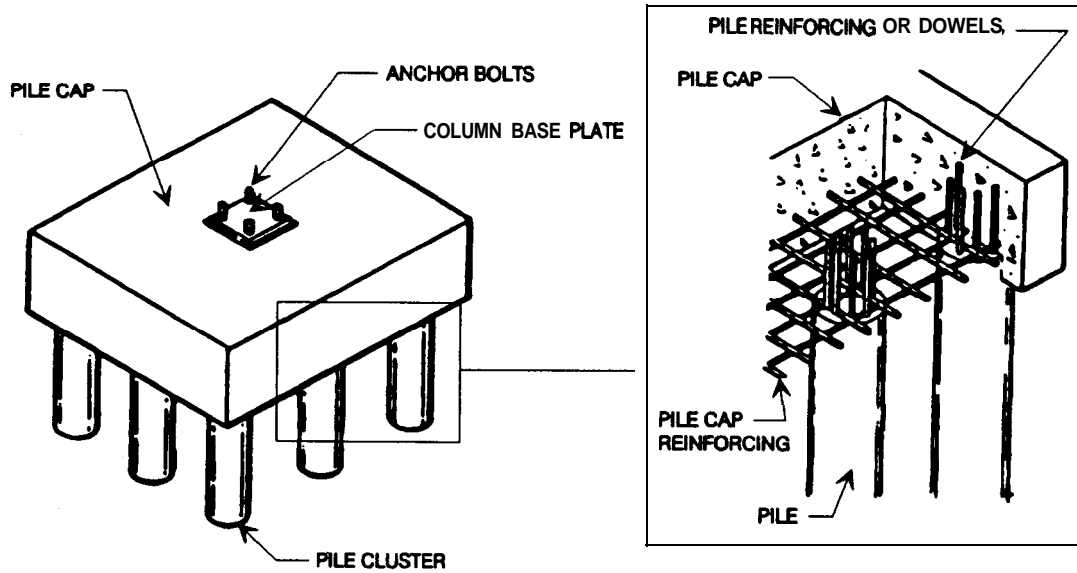 PILE CAP
ANCHOR BOLTS
COLUMN BASE PLATE
PILE CLUSTER
PILE REINFORCING OR DOWELS,
PILE CAP
PILE CAP
REINFORCING
PILE